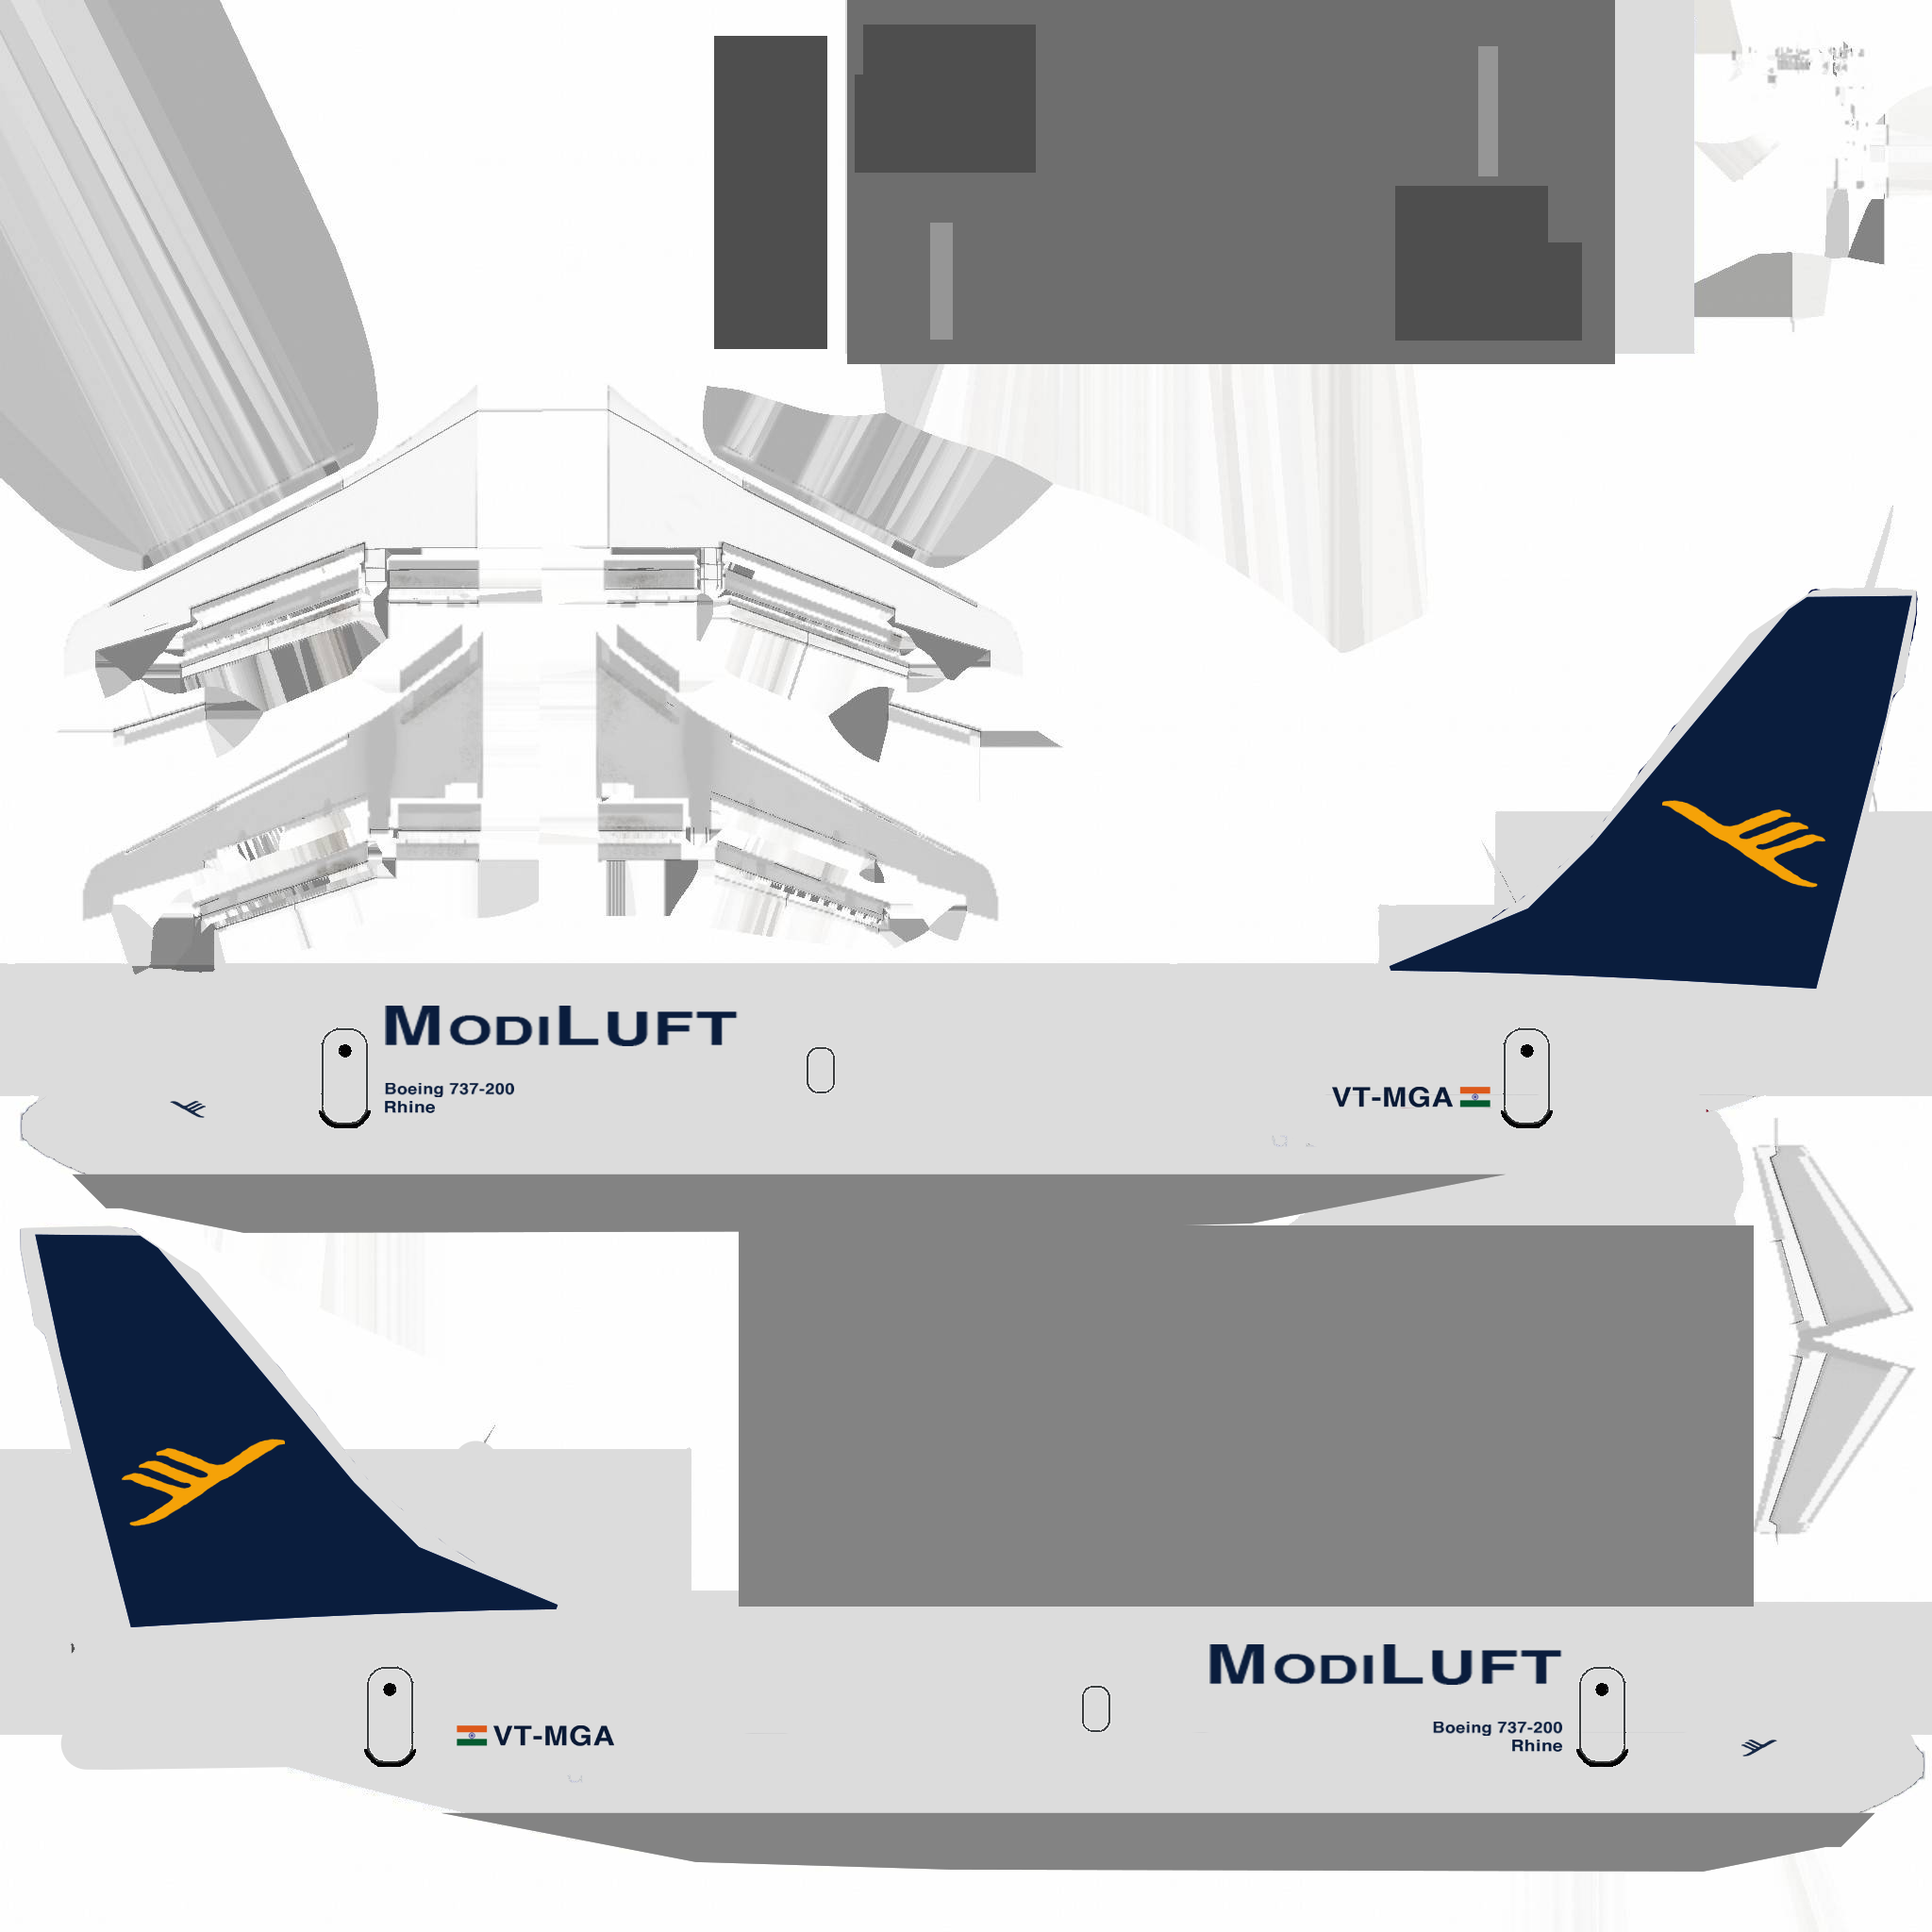 MODILUFT
Boeing 737-200
Rhine
VT-MGA
MODILUFT
VT-MGA
Boeing 737-200
Rhine